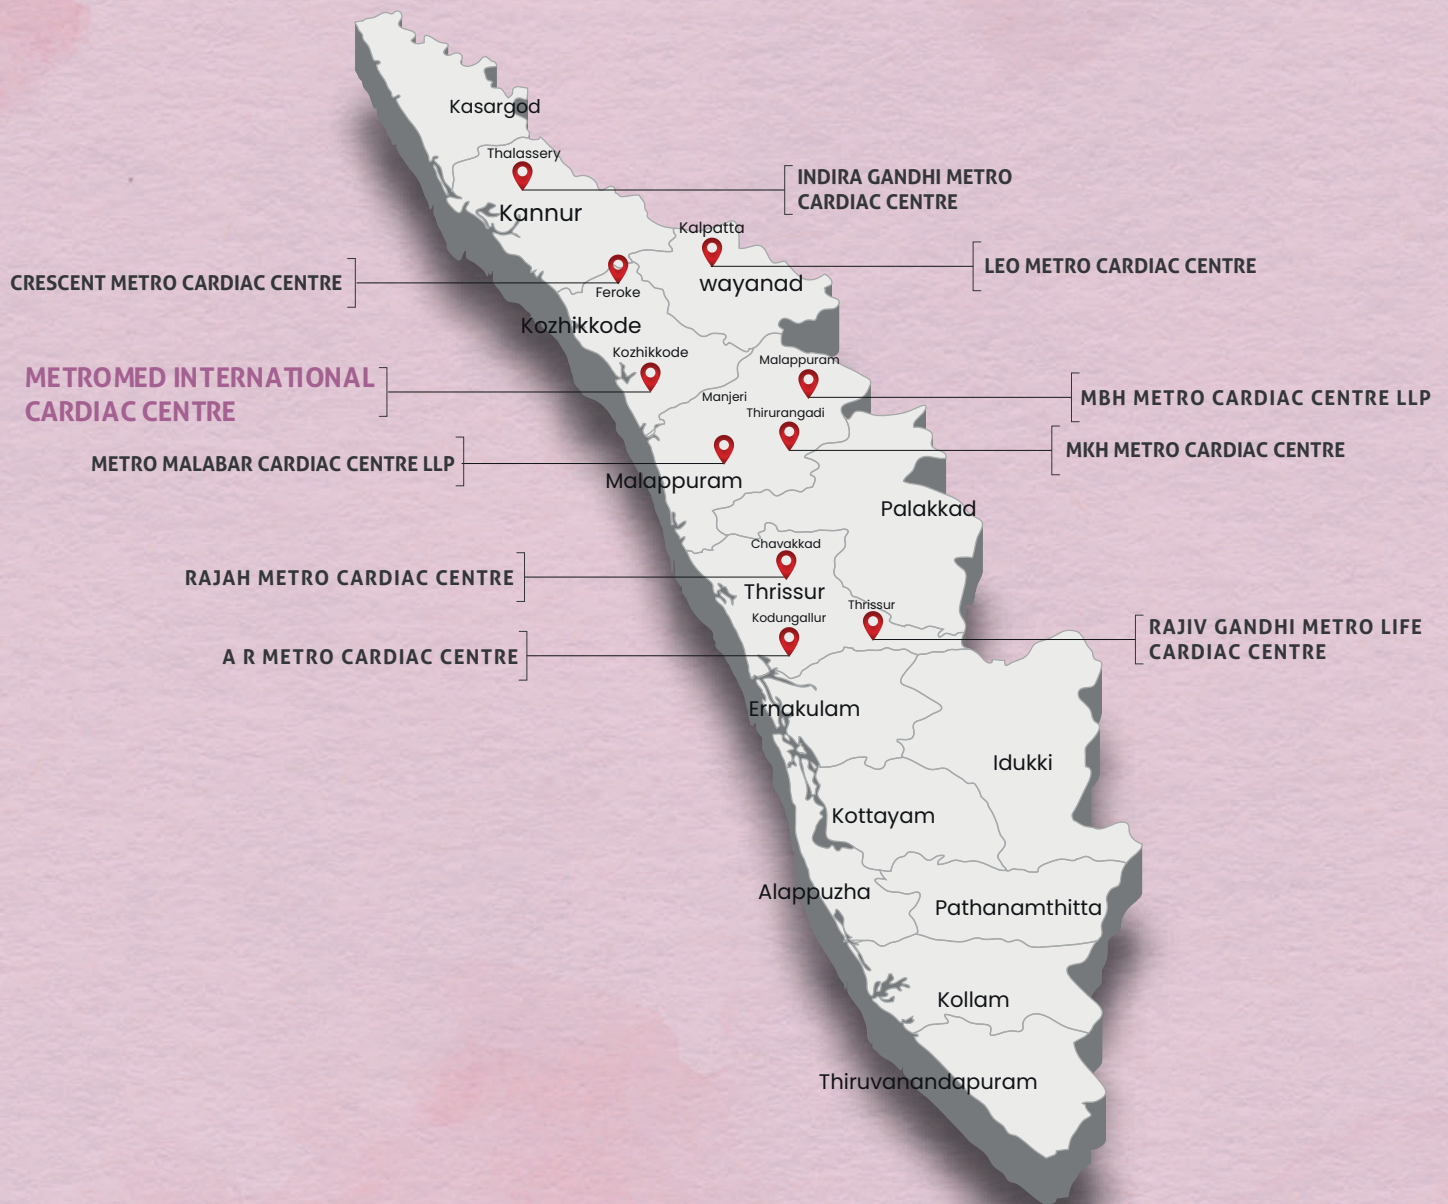 Kasargod
Thalassery
INDIRA GANDHI METRO
CARDIAC CENTRE
Kannur
Kalpatta
LEO METRO CARDIAC CENTRE
wayanad
CRESCENT METRO CARDIAC CENTRE
Feroke
Kozhikkode
Kozhikkode
METROMED INTERNATIONAL
CARDIAC CENTRE
Malappuram
MBH METRO CARDIAC CENTRE LLP
Manjeri
Thirurangadi
MKH METRO CARDIAC CENTRE
METRO MALABAR CARDIAC CENTRE LLP
Malappuram
Palakkad
Chavakkad
RAJAH METRO CARDIAC CENTRE
Thrissur
Thrissur
Kodungallur
RAJIV GANDHI METRO LIFE
CARDIAC CENTRE
A R METRO CARDIAC CENTRE
Ernakulam
Idukki
Kottayam
Alappuzha
Pathanamthitta
Kollam
Thiruvanandapuram